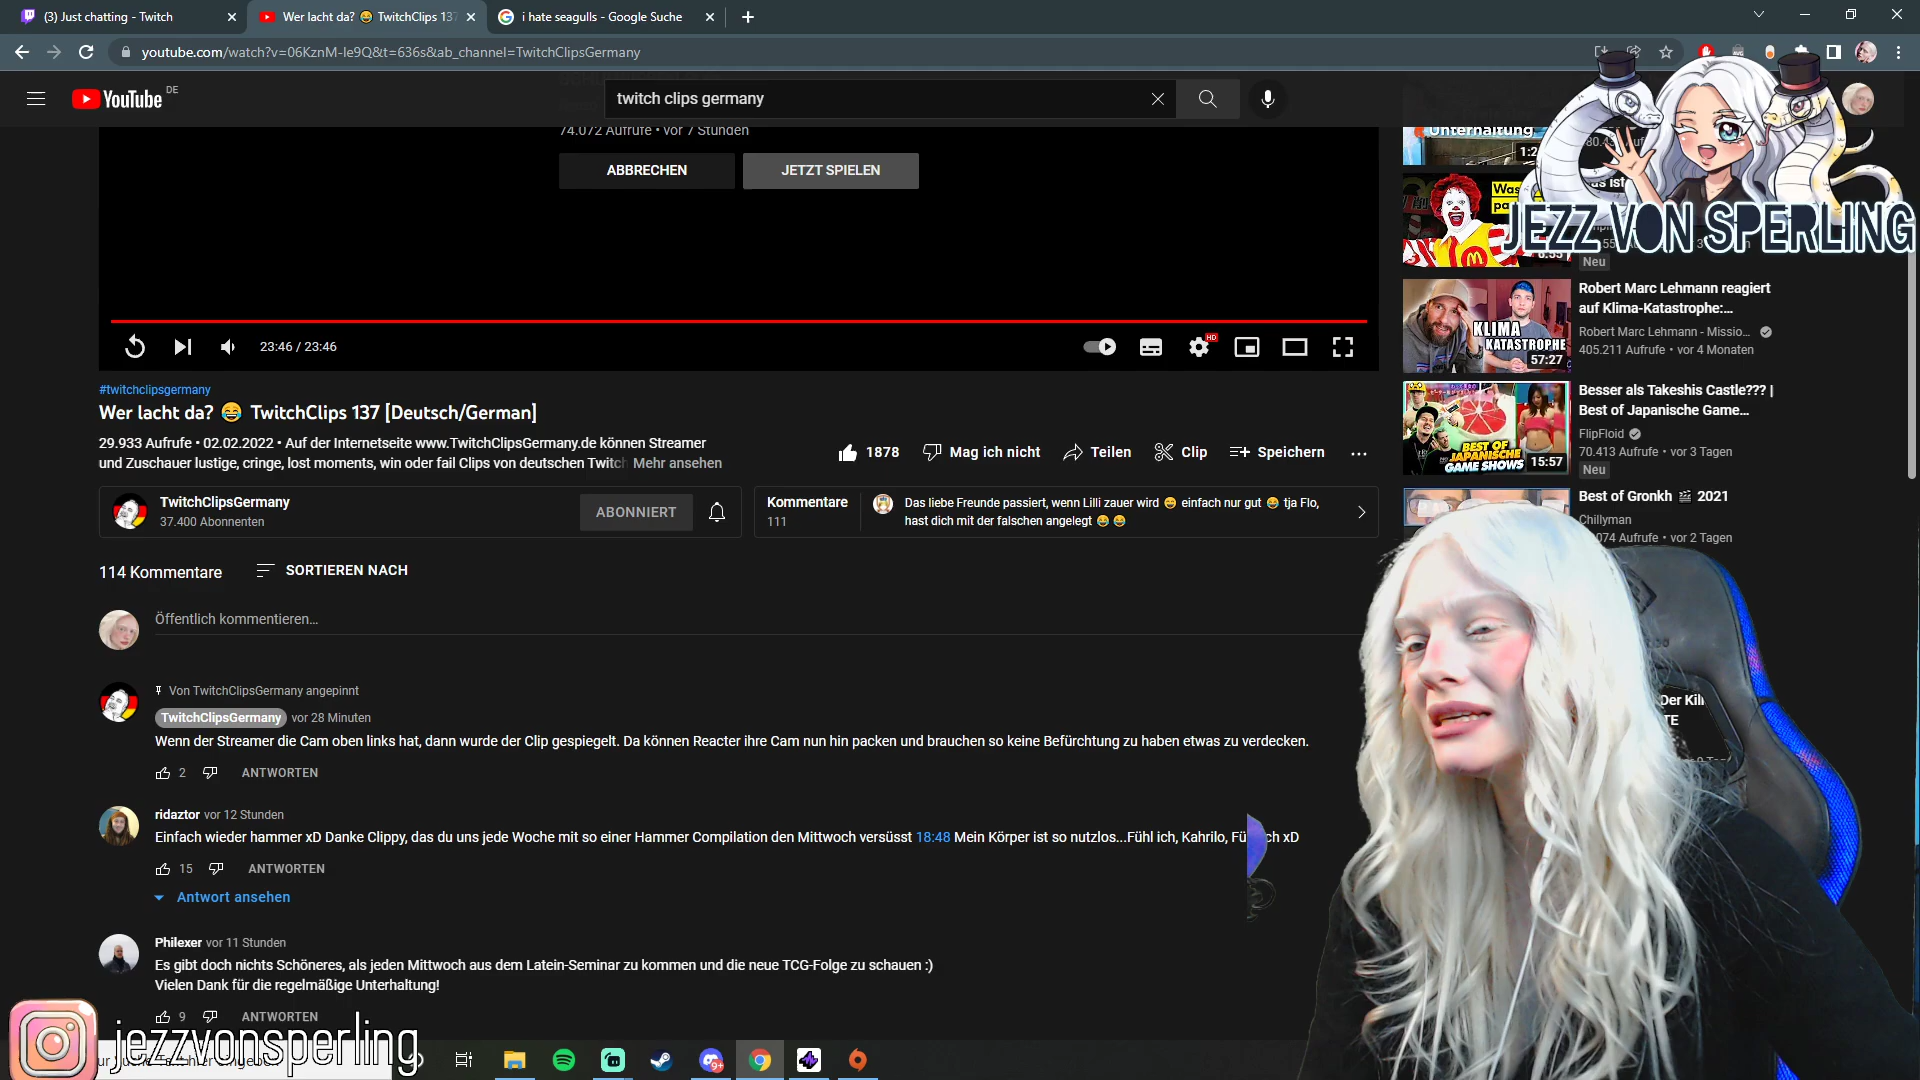 (3) Just chatting - Twitch
Wer lacht da? 😂 TwitchClips 137
i hate seagulls - Google Suche
youtube.com/watch?v=06KznM-le9Q&t=636s&ab_channel=TwitchClipsGermany
YouTube DE
twitch clips germany
74.072 Aufrufe • vor 7 Stunden
ABBRECHEN
JETZT SPIELEN
Unterhaltung
JEZZ VON SPERLING
Neu
23:46 / 23:46
HD
Robert Marc Lehmann reagiert
auf Klima-Katastrophe:...
Robert Marc Lehmann - Missio...
405.211 Aufrufe • vor 4 Monaten
KLIMA
KATASTROPHE
57:27
Besser als Takeshis Castle??? |
Best of Japanische Game...
FlipFloid
70.413 Aufrufe • vor 3 Tagen
Neu
BEST OF
JAPANISCHE
GAME SHOWS
15:57
Best of Gronkh 🎬 2021
Chillyman
074 Aufrufe • vor 2 Tagen
#twitchclipsgermany
Wer lacht da? 😂 TwitchClips 137 [Deutsch/German]
29.933 Aufrufe • 02.02.2022 • Auf der Internetseite www.TwitchClipsGermany.de können Streamer
und Zuschauer lustige, cringe, lost moments, win oder fail Clips von deutschen Twitch Mehr ansehen
1878
Mag ich nicht
Teilen
Clip
Speichern
TwitchClipsGermany
37.400 Abonnenten
ABONNIERT
Kommentare
111
Das liebe Freunde passiert, wenn Lilli zauer wird 😄 einfach nur gut 😂 tja Flo,
hast dich mit der falschen angelegt 😂 😂
114 Kommentare
SORTIEREN NACH
Öffentlich kommentieren...
Von TwitchClipsGermany angepinnt
TwitchClipsGermany vor 28 Minuten
Wenn der Streamer die Cam oben links hat, dann wurde der Clip gespiegelt. Da können Reacter ihre Cam nun hin packen und brauchen so keine Befürchtung zu haben etwas zu verdecken.
2
ANTWORTEN
ridaztor vor 12 Stunden
Einfach wieder hammer xD Danke Clippy, das du uns jede Woche mit so einer Hammer Compilation den Mittwoch versüsst 18:48 Mein Körper ist so nutzlos...Fühl ich, Kahrilo, Fü ch xD
15
ANTWORTEN
Antwort ansehen
Philexer vor 11 Stunden
Es gibt doch nichts Schöneres, als jeden Mittwoch aus dem Latein-Seminar zu kommen und die neue TCG-Folge zu schauen :)
Vielen Dank für die regelmäßige Unterhaltung!
9
ANTWORTEN
jezzvonsperling